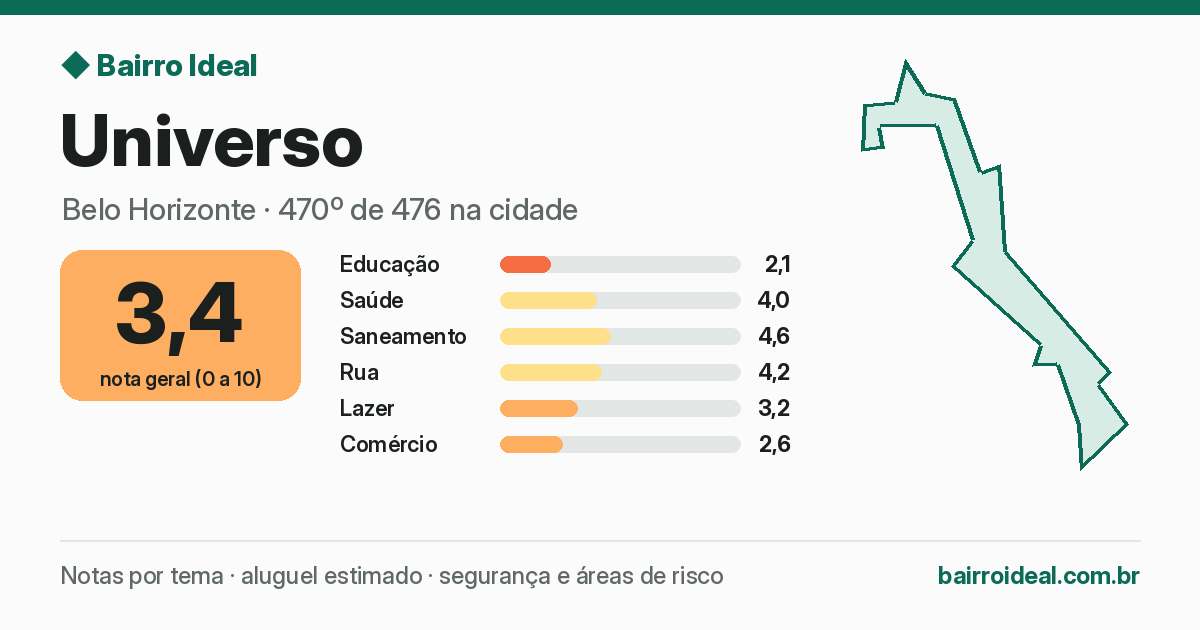 Bairro Ideal
Universo
Belo Horizonte · 470º de 476 na cidade
3,4
nota geral (0 a 10)
Educação 2,1
Saúde 4,0
Saneamento 4,6
Rua 4,2
Lazer 3,2
Comércio 2,6
Notas por tema · aluguel estimado · segurança e áreas de risco
bairroideal.com.br